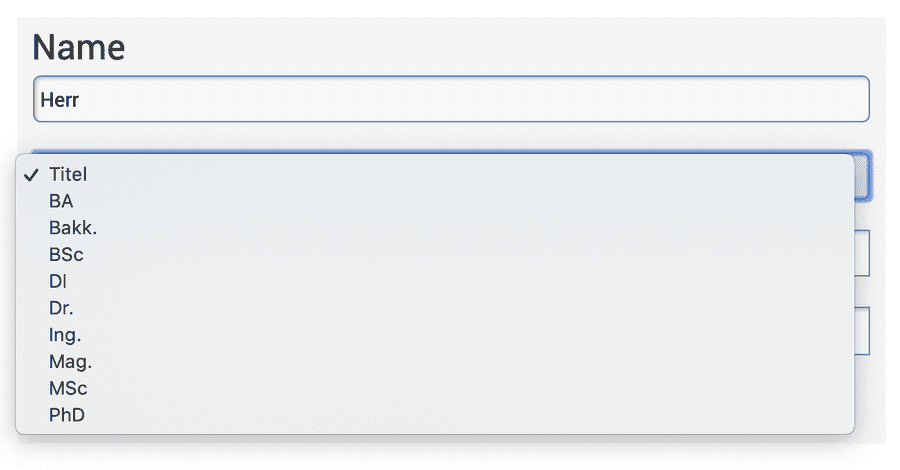 Name
Herr
Titel
BA
Bakk.
BSc
DI
Dr.
Ing.
Mag.
MSc
PhD